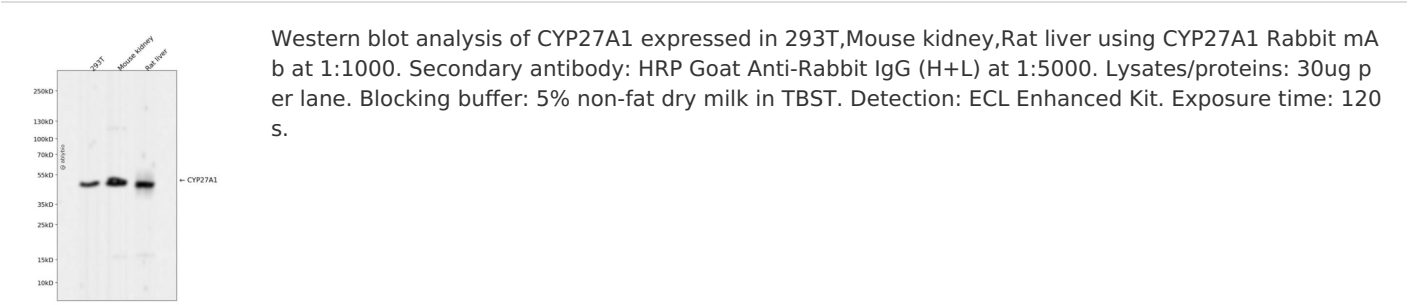 Western blot analysis of CYP27A1 expressed in 293T,Mouse kidney,Rat liver using CYP27A1 Rabbit mA
b at 1:1000. Secondary antibody: HRP Goat Anti-Rabbit IgG (H+L) at 1:5000. Lysates/proteins: 30ug p
er lane. Blocking buffer: 5% non-fat dry milk in TBST. Detection: ECL Enhanced Kit. Exposure time: 120
s.
293T
Mouse kidney
Rat liver
250kD
130kD
100kD
70kD
55kD
35kD
25kD
15kD
10kD
@ abybio
← CYP27A1